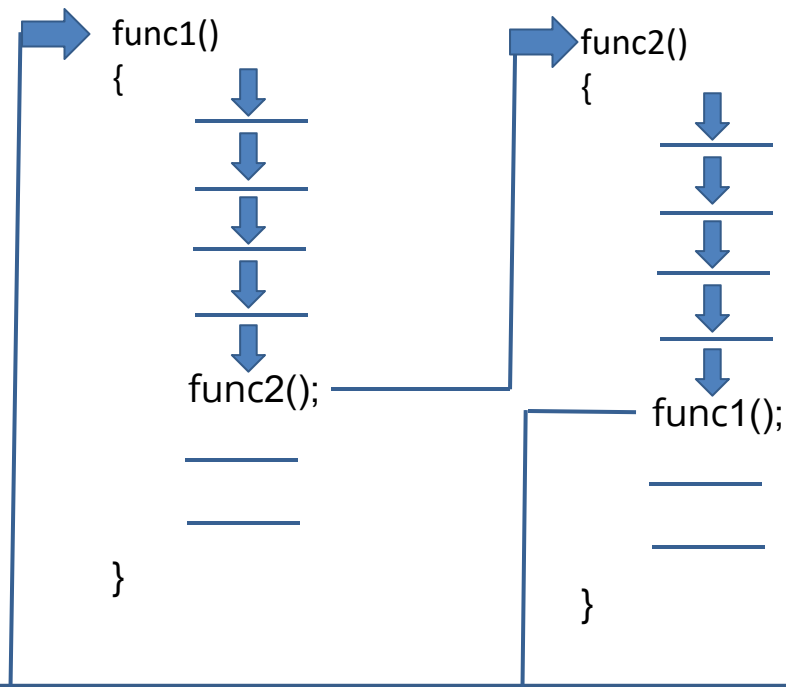 func1()
{
func2();
}
func2()
{
func1();
}